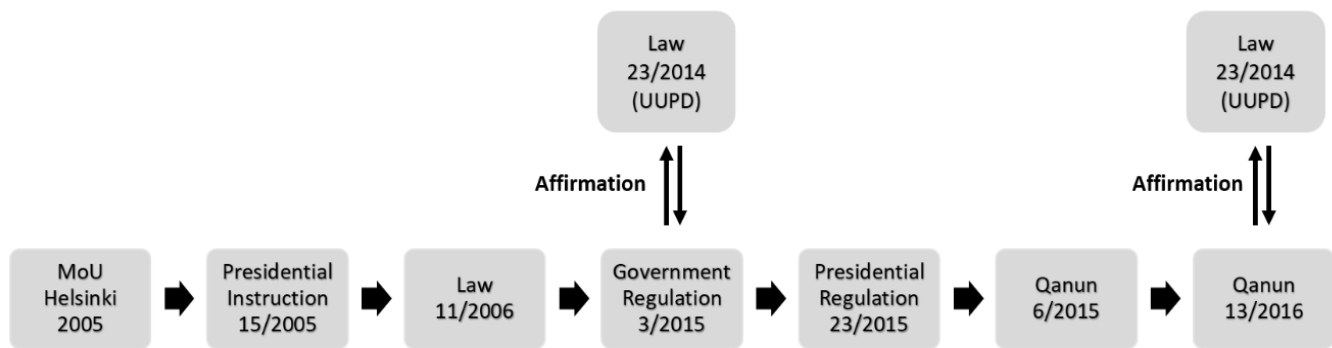 Law
23/2014
(UUPD)
Law
23/2014
(UUPD)
Affirmation
Affirmation
MoU
Helsinki
2005
Presidential
Instruction
15/2005
Law
11/2006
Government
Regulation
3/2015
Presidential
Regulation
23/2015
Qanun
6/2015
Qanun
13/2016